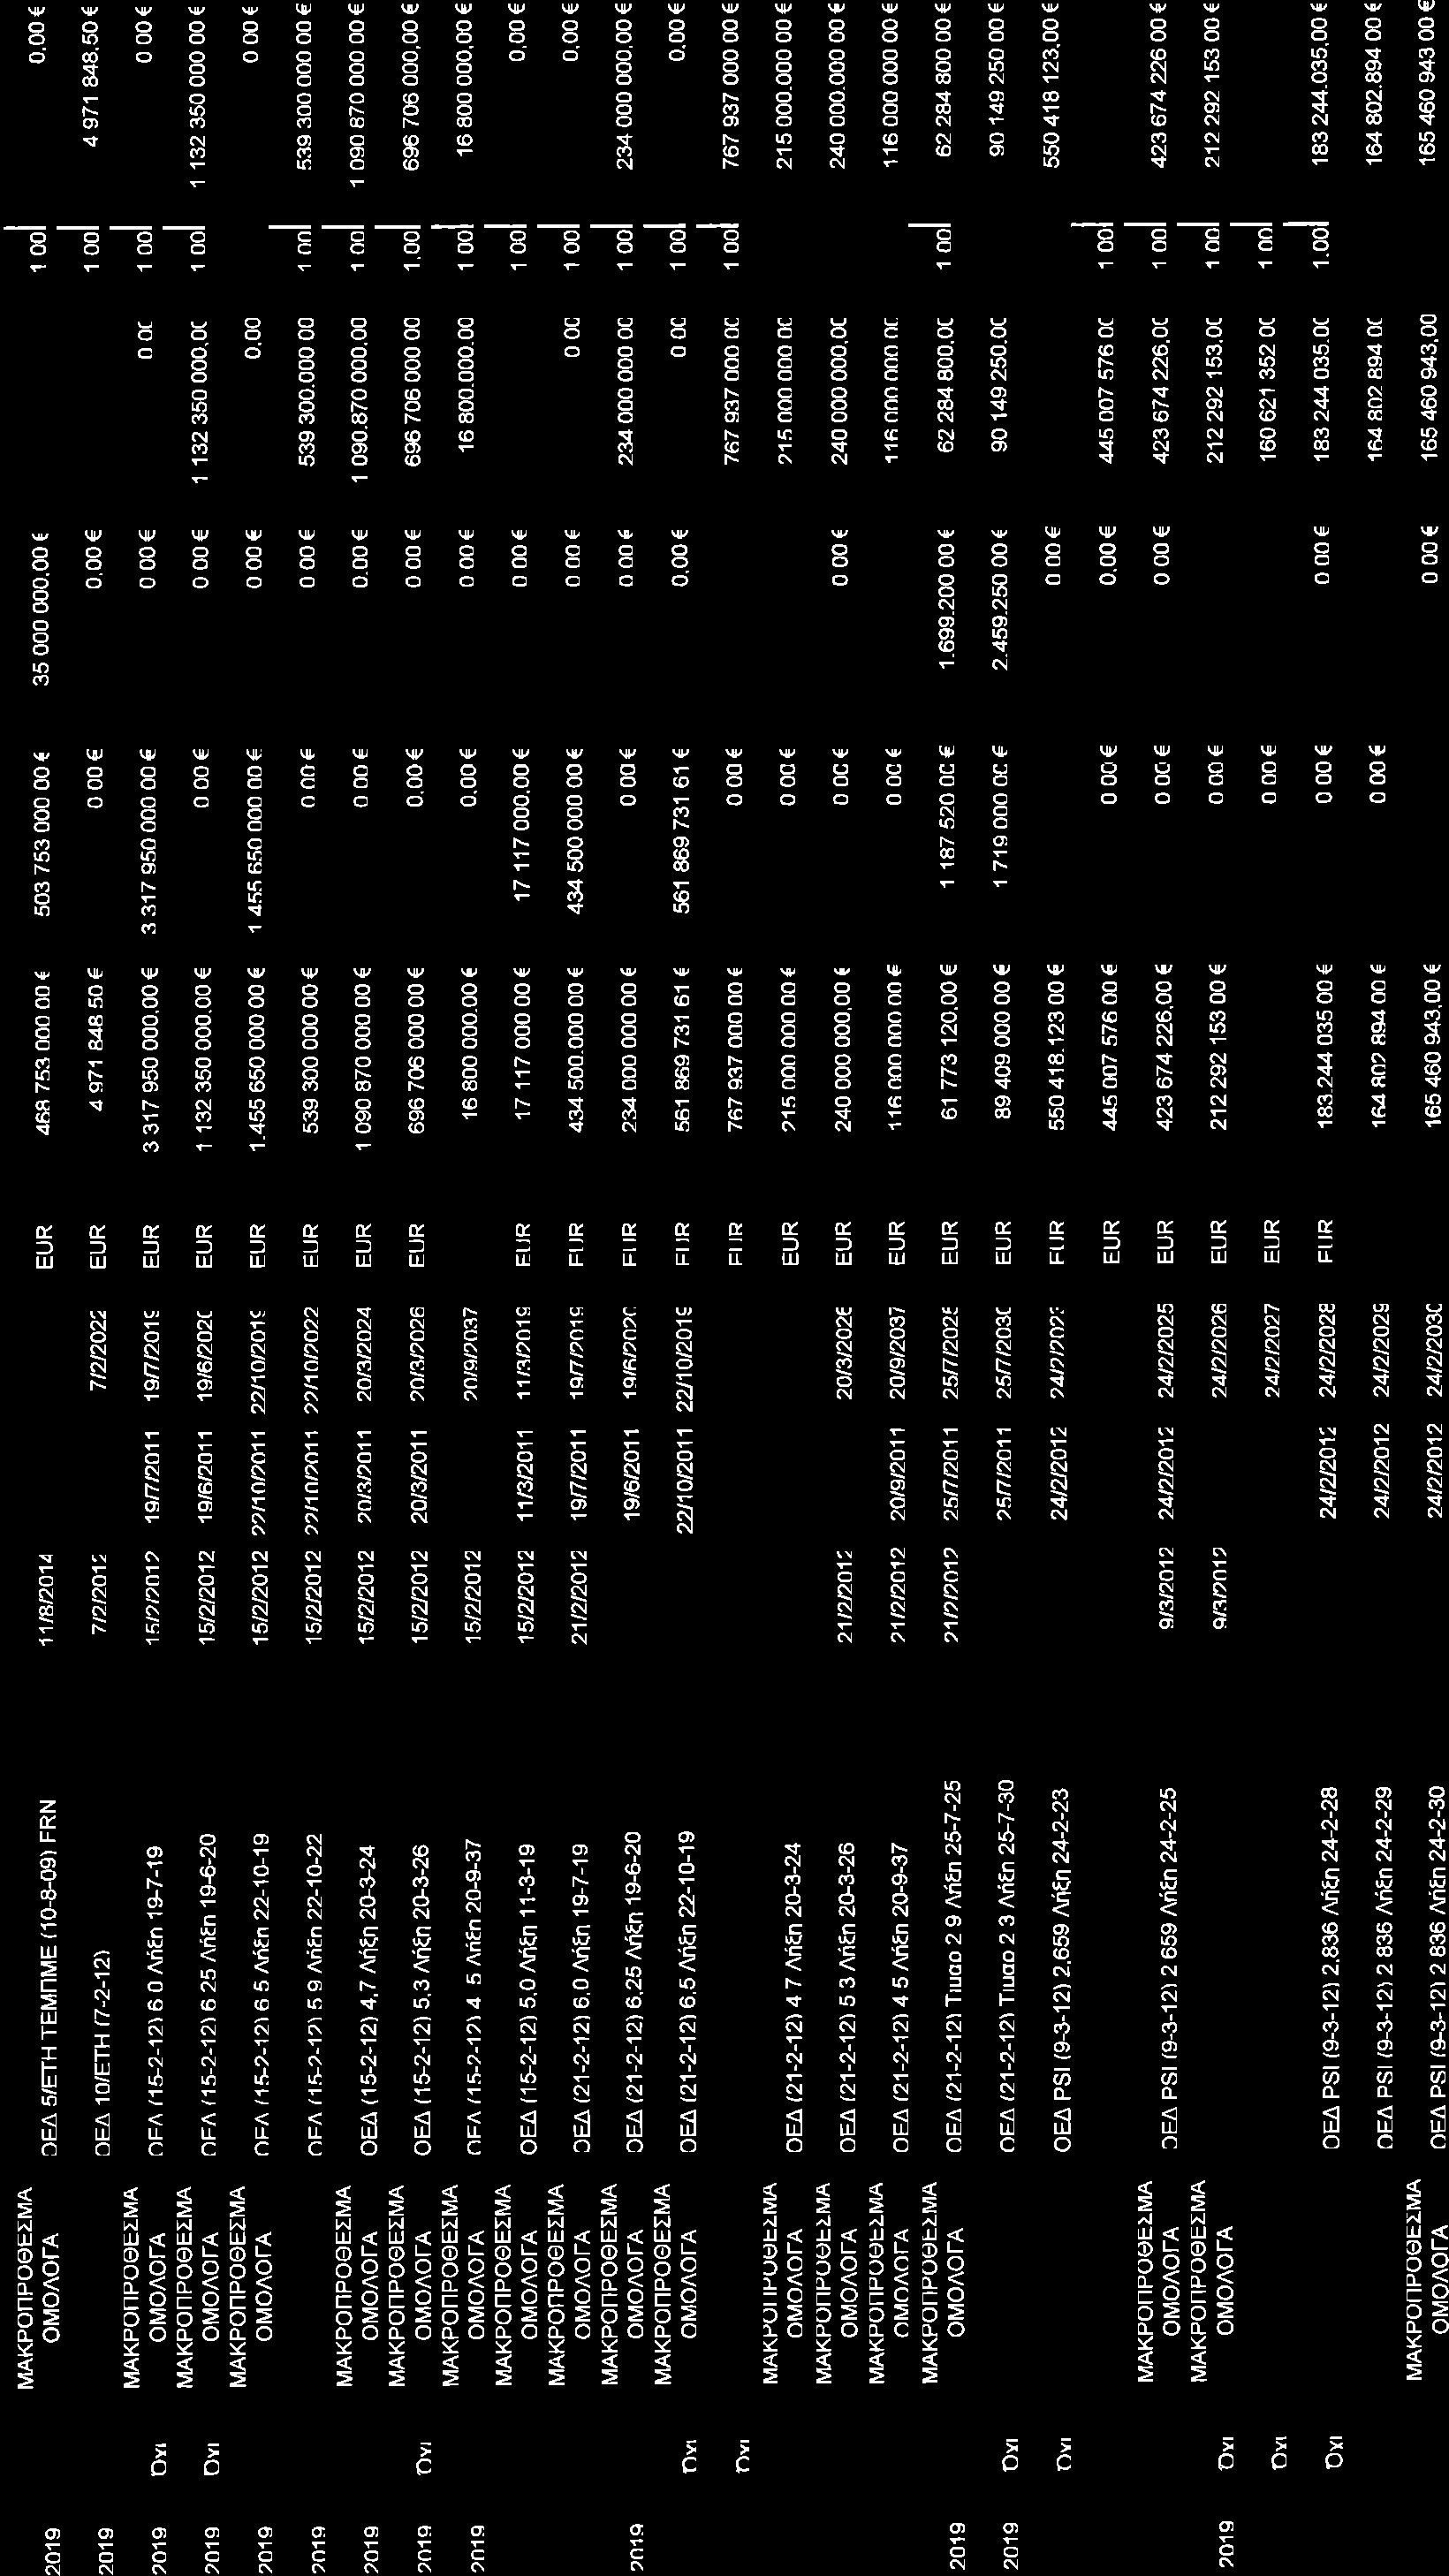 2019 ΜΑΚΡΟΠΡΟΘΕΣΜΑ ΟΜΟΛΟΓΑ ΟΕΔ 5/ΕΤΗ ΤΕΜΠΜΕ (10-8-09) FRN 11/8/2014 EUR 468 753 000 00 € 503 753 000 00 € 35 000 000,00 € 1 00 0,00 €
2019 ΟΕΔ 10/ΕΤΗ (7-2-12) 7/2/2012 7/2/2022 EUR 4 971 848 50 € 0 00 € 0,00 € 1 00 4 971 848,50 €
2019 Όχι ΜΑΚΡΟΠΡΟΘΕΣΜΑ ΟΜΟΛΟΓΑ ΟΕΔ (15-2-12) 6 0 Λήξη 19-7-19 15/2/2012 19/7/2011 19/7/2019 EUR 3 317 950 000,00 € 3 317 950 000 00 € 0 00 € 0 00 1 00 0 00 €
2019 Όχι ΜΑΚΡΟΠΡΟΘΕΣΜΑ ΟΜΟΛΟΓΑ ΟΕΔ (15-2-12) 6 25 Λήξη 19-6-20 15/2/2012 19/6/2011 19/6/2020 EUR 1 132 350 000,00 € 0 00 € 0 00 € 1 132 350 000,00 1 00 1 132 350 000 00 €
2019 ΜΑΚΡΟΠΡΟΘΕΣΜΑ ΟΜΟΛΟΓΑ ΟΕΔ (15-2-12) 6 5 Λήξη 22-10-19 15/2/2012 22/10/2011 22/10/2019 EUR 1.455 650 000 00 € 1 455 650 000 00 € 0 00 € 0,00 0 00 €
2019 ΟΕΔ (15-2-12) 5 9 Λήξη 22-10-22 15/2/2012 22/10/2011 22/10/2022 EUR 539 300 000 00 € 0 00 € 0 00 € 539 300.000 00 1 00 539 300 000 00 €
2019 ΜΑΚΡΟΠΡΟΘΕΣΜΑ ΟΜΟΛΟΓΑ ΟΕΔ (15-2-12) 4,7 Λήξη 20-3-24 15/2/2012 20/3/2011 20/3/2024 EUR 1 090 870 000 00 € 0 00 € 0.00 € 1 090.870 000.00 1 00 1 090 870 000 00 €
2019 Όχι ΜΑΚΡΟΠΡΟΘΕΣΜΑ ΟΜΟΛΟΓΑ ΟΕΔ (15-2-12) 5,3 Λήξη 20-3-26 15/2/2012 20/3/2011 20/3/2026 EUR 696 706 000 00 € 0,00 € 0 00 € 696 706 000 00 1,00 696 706 000,00 €
2019 ΜΑΚΡΟΠΡΟΘΕΣΜΑ ΟΜΟΛΟΓΑ ΟΕΔ (15-2-12) 4 5 Λήξη 20-9-37 15/2/2012 20/9/2037 16 800 000.00 € 0,00 € 0 00 € 16 800.000.00 1 00 16 800 000,00 €
ΜΑΚΡΟΠΡΟΘΕΣΜΑ ΟΜΟΛΟΓΑ ΟΕΔ (15-2-12) 5,0 Λήξη 11-3-19 15/2/2012 11/3/2011 11/3/2019 EUR 17 117 000 00 € 17 117 000,00 € 0 00 € 1 00 0,00 €
ΜΑΚΡΟΠΡΟΘΕΣΜΑ ΟΜΟΛΟΓΑ ΟΕΔ (21-2-12) 6,0 Λήξη 19-7-19 21/2/2012 19/7/2011 19/7/2019 EUR 434 500.000 00 € 434 500 000 00 € 0 00 € 0 00 1 00 0,00 €
2019 ΜΑΚΡΟΠΡΟΘΕΣΜΑ ΟΜΟΛΟΓΑ ΟΕΔ (21-2-12) 6,25 Λήξη 19-6-20 19/6/2011 19/6/2020 EUR 234 000 000 00 € 0 00 € 0 00 € 234 000 000 00 1 00 234 000 000,00 €
Όχι ΜΑΚΡΟΠΡΟΘΕΣΜΑ ΟΜΟΛΟΓΑ ΟΕΔ (21-2-12) 6,5 Λήξη 22-10-19 22/10/2011 22/10/2019 EUR 561 869 731 61 € 561 869 731 61 € 0,00 € 0 00 1 00 0,00 €
Όχι EUR 767 937 000 00 € 0 00 € 767 937 000 00 1 00 767 937 000 00 €
ΜΑΚΡΟΠΡΟΘΕΣΜΑ ΟΜΟΛΟΓΑ ΟΕΔ (21-2-12) 4 7 Λήξη 20-3-24 EUR 215 000 000 00 € 0 00 € 215 000 000 00 215 000.000 00 €
ΜΑΚΡΟΠΡΟΘΕΣΜΑ ΟΜΟΛΟΓΑ ΟΕΔ (21-2-12) 5 3 Λήξη 20-3-26 21/2/2012 20/3/2026 EUR 240 000 000,00 € 0 00 € 0 00 € 240 000 000,00 240 000.000 00 €
ΜΑΚΡΟΠΡΟΘΕΣΜΑ ΟΜΟΛΟΓΑ ΟΕΔ (21-2-12) 4 5 Λήξη 20-9-37 21/2/2012 20/9/2011 20/9/2037 EUR 116 000 000 00 € 0 00 € 116 000 000 00 116 000 000 00 €
2019 ΜΑΚΡΟΠΡΟΘΕΣΜΑ ΟΜΟΛΟΓΑ ΟΕΔ (21-2-12) Τιμαρ 2 9 Λήξη 25-7-25 21/2/2012 25/7/2011 25/7/2025 EUR 61 773 120,00 € 1 187 520 00 € 1.699.200 00 € 62 284 800,00 1 00 62 284 800 00 €
2019 Όχι ΟΕΔ (21-2-12) Τιμαρ 2 3 Λήξη 25-7-30 25/7/2011 25/7/2030 EUR 89 409 000 00 € 1 719 000 00 € 2.459.250 00 € 90 149 250.00 90 149 250 00 €
Όχι ΟΕΔ PSI (9-3-12) 2,659 Λήξη 24-2-23 24/2/2012 24/2/2023 EUR 550 418.123 00 € 0 00 € 550 418 123,00 €
EUR 445 007 576 00 € 0 00 € 0,00 € 445 007 576 00 1 00
ΜΑΚΡΟΠΡΟΘΕΣΜΑ ΟΜΟΛΟΓΑ ΟΕΔ PSI (9-3-12) 2 659 Λήξη 24-2-25 9/3/2012 24/2/2012 24/2/2025 EUR 423 674 226,00 € 0 00 € 0 00 € 423 674 226,00 1 00 423 674 226 00 €
2019 Όχι ΜΑΚΡΟΠΡΟΘΕΣΜΑ ΟΜΟΛΟΓΑ 9/3/2012 24/2/2026 EUR 212 292 153 00 € 0 00 € 212 292 153.00 1 00 212 292 153 00 €
Όχι 24/2/2027 EUR 0 00 € 160 621 352 00 1 00
Όχι ΟΕΔ PSI (9-3-12) 2,836 Λήξη 24-2-28 24/2/2012 24/2/2028 EUR 183.244 035 00 € 0 00 € 0 00 € 183 244 035.00 1.00 183 244.035,00 €
ΟΕΔ PSI (9-3-12) 2 836 Λήξη 24-2-29 24/2/2012 24/2/2029 164 802 894 00 € 0 00 € 164 802 894 00 164 802.894 00 €
ΜΑΚΡΟΠΡΟΘΕΣΜΑ ΟΜΟΛΟΓΑ ΟΕΔ PSI (9-3-12) 2 836 Λήξη 24-2-30 24/2/2012 24/2/2030 165 460 943,00 € 0 00 € 165 460 943,00 165 460 943 00 €